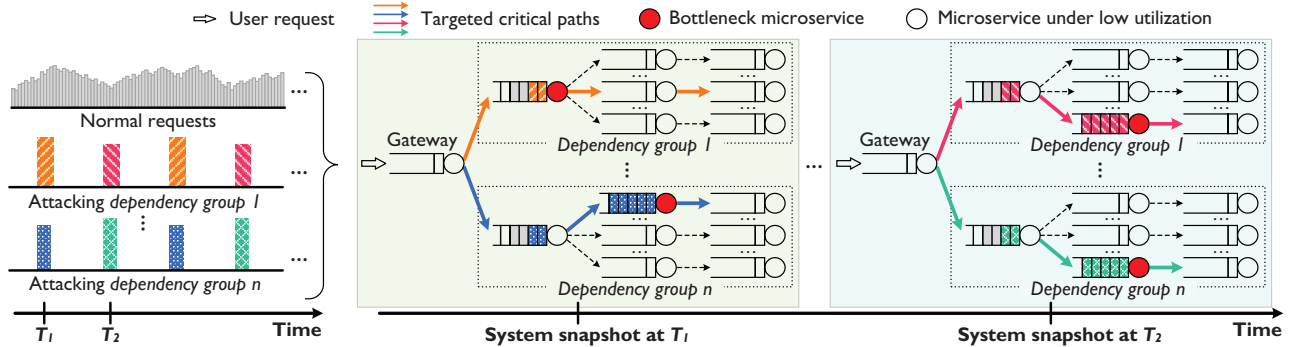 User request
Targeted critical paths
Bottleneck microservice
Microservice under low utilization
...
Normal requests
...
Attacking dependency group 1
...
Attacking dependency group n
T1
T2
Time
Gateway
...
...
...
...
Dependency group 1
...
...
...
...
...
Dependency group n
System snapshot at T1
...
Gateway
...
...
...
...
Dependency group 1
...
...
...
...
...
Dependency group n
System snapshot at T2
Time